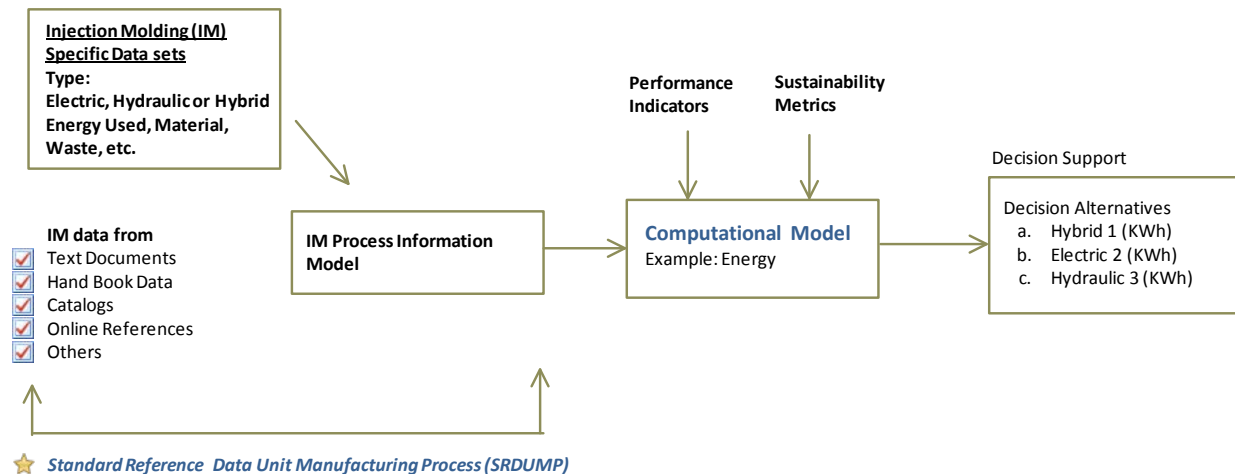 Injection Molding (IM)
Specific Data sets
Type:
Electric, Hydraulic or Hybrid
Energy Used, Material,
Waste, etc.
IM data from
Text Documents
Hand Book Data
Catalogs
Online References
Others
IM Process Information
Model
Performance
Indicators
Sustainability
Metrics
Computational Model
Example: Energy
Decision Support
Decision Alternatives
a. Hybrid 1 (KWh)
b. Electric 2 (KWh)
c. Hydraulic 3 (KWh)
Standard Reference Data Unit Manufacturing Process (SRDUMP)